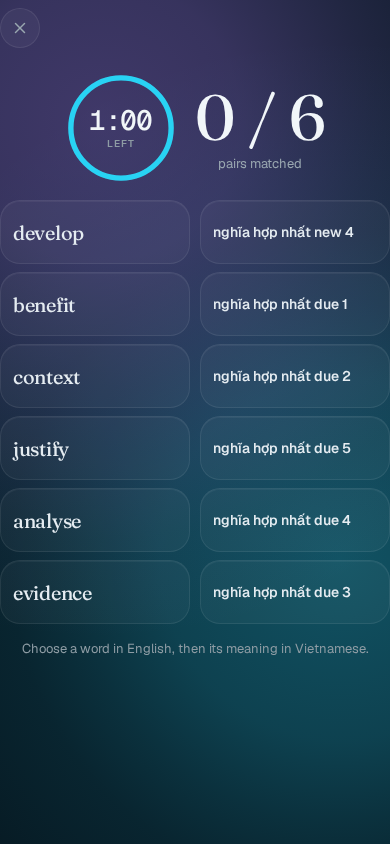 1:00
LEFT
0/6
pairs matched
develop
nghĩa hợp nhất new 4
benefit
nghĩa hợp nhất due 1
context
nghĩa hợp nhất due 2
justify
nghĩa hợp nhất due 5
analyse
nghĩa hợp nhất due 4
evidence
nghĩa hợp nhất due 3
Choose a word in English, then its meaning in Vietnamese.